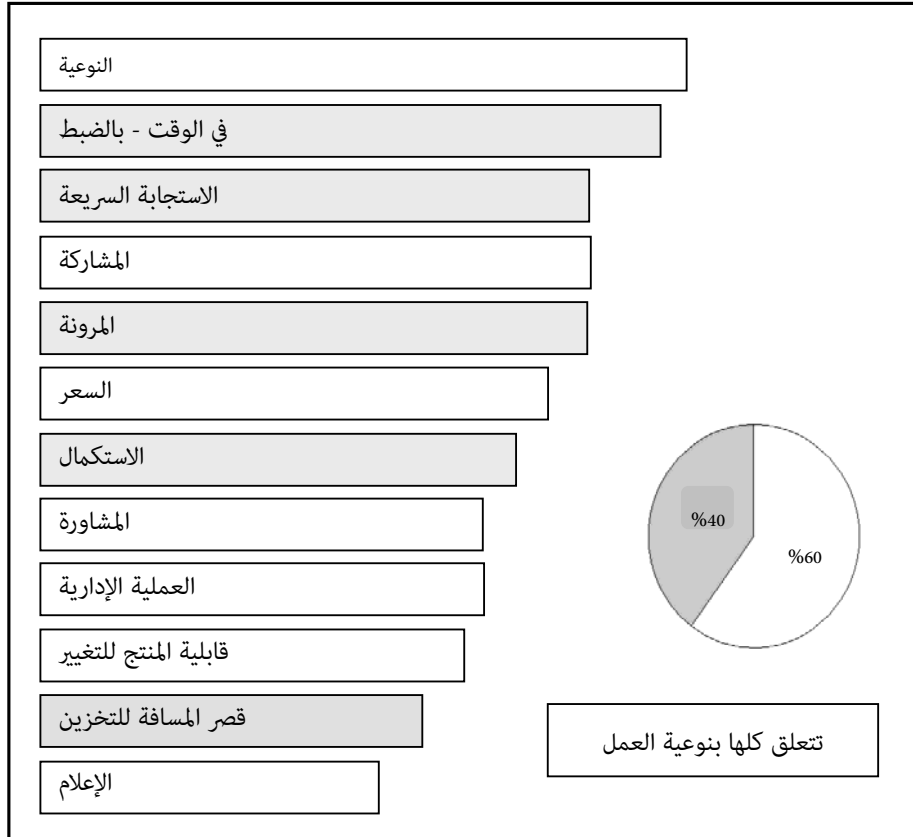 النوعية
في الوقت - بالضبط
الاستجابة السريعة
المشاركة
المرونة
السعر
الاستكمال
المشاورة
العملية الإدارية
قابلية المنتج للتغيير
قصر المسافة للتخزين
الإعلام
%40
%60
تتعلق كلها بنوعية العمل